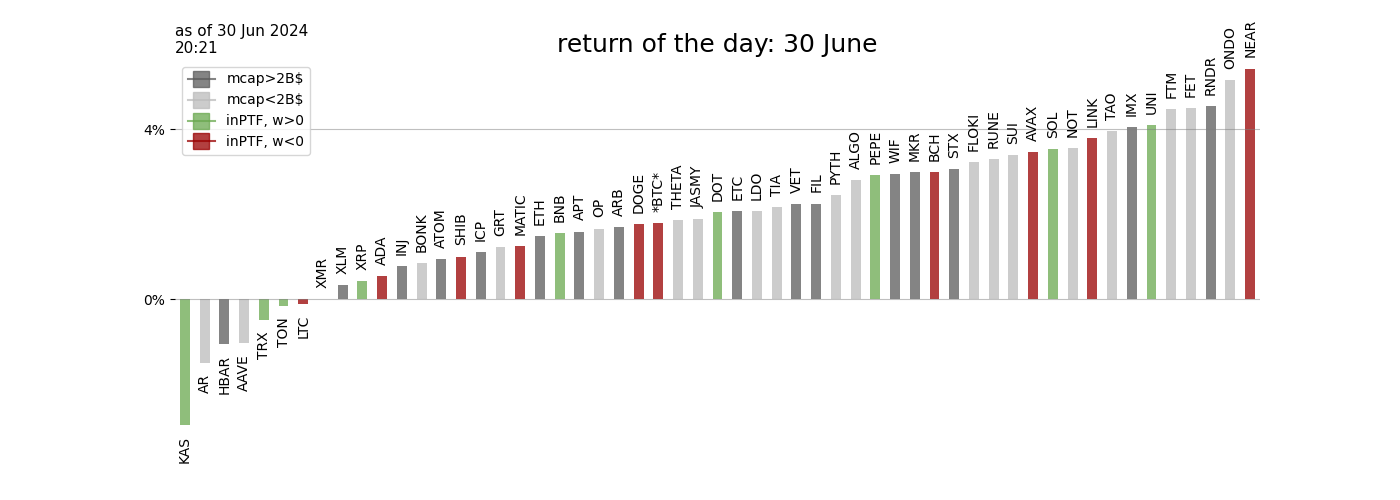 as of 30 Jun 2024
20:21
return of the day: 30 June
mcap>2B$
mcap<2B$
inPTF, w>0
inPTF, w<0
4%
0%
KAS
AR
HBAR
AAVE
TRX
TON
LTC
XMR
XLM
XRP
ADA
INJ
BONK
ATOM
SHIB
ICP
GRT
MATIC
ETH
BNB
APT
OP
ARB
DOGE
*BTC*
THETA
JASMY
DOT
ETC
LDO
TIA
VET
FIL
PYTH
ALGO
PEPE
WIF
MKR
BCH
STX
FLOKI
RUNE
SUI
AVAX
SOL
NOT
LINK
TAO
IMX
UNI
FTM
FET
RNDR
ONDO
NEAR